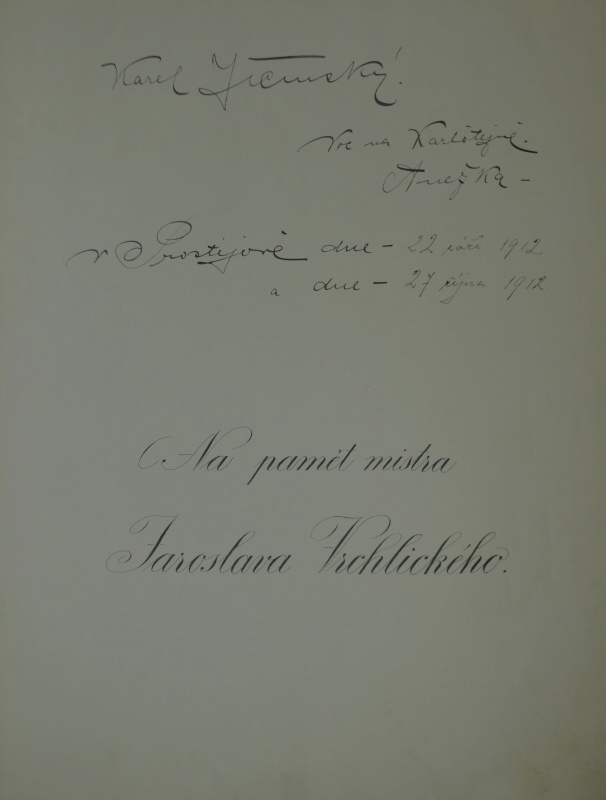 Karel Jičínský.
Noc na Karlštejně.
Anežka —
v Prostějově dne — 22 září 1912
a dne — 27 října 1912
Na paměť mistra
Jaroslava Vrchlického.